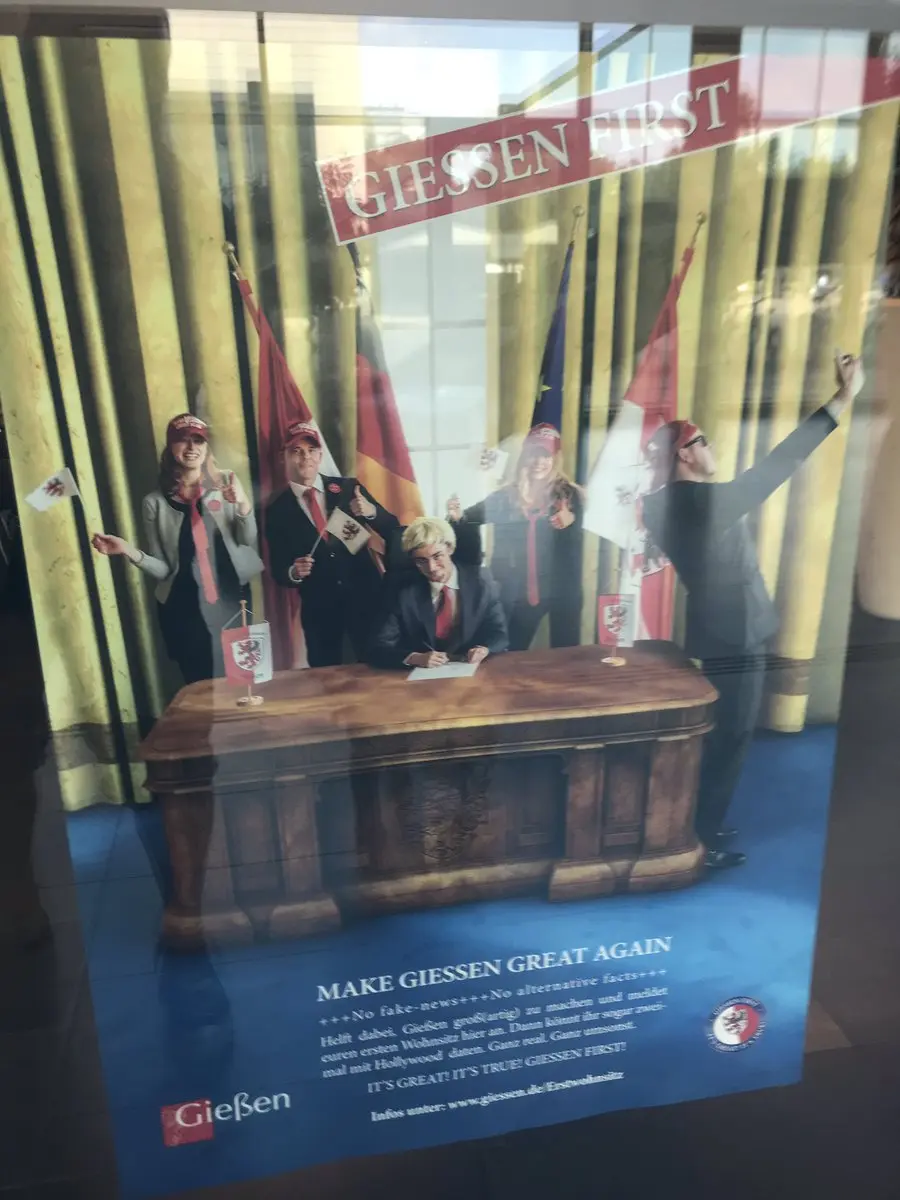 GIESSEN FIRST
MAKE GIESSEN GREAT AGAIN
+++No fake-news+++No alternative facts+++
Helft dabei, Gießen groß(artig) zu machen und meldet
euren ersten Wohnsitz hier an. Dann könnt ihr sogar zwei-
mal mit Hollywood daten. Ganz real. Ganz umsonst.
IT'S GREAT! IT'S TRUE! GIESSEN FIRST!
Infos unter: www.giessen.de/Erstwohnsitz
Gießen